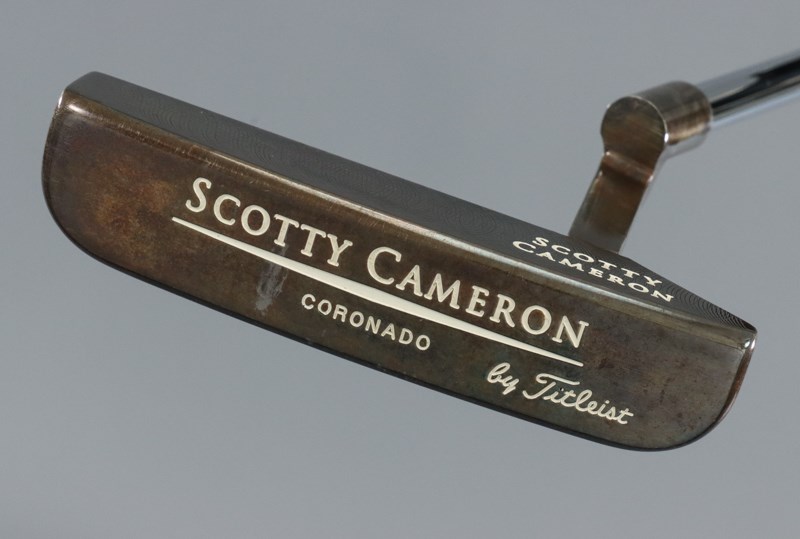 SCOTTY CAMERON
CORONADO
by Titleist
SCOTTY
CAMERON